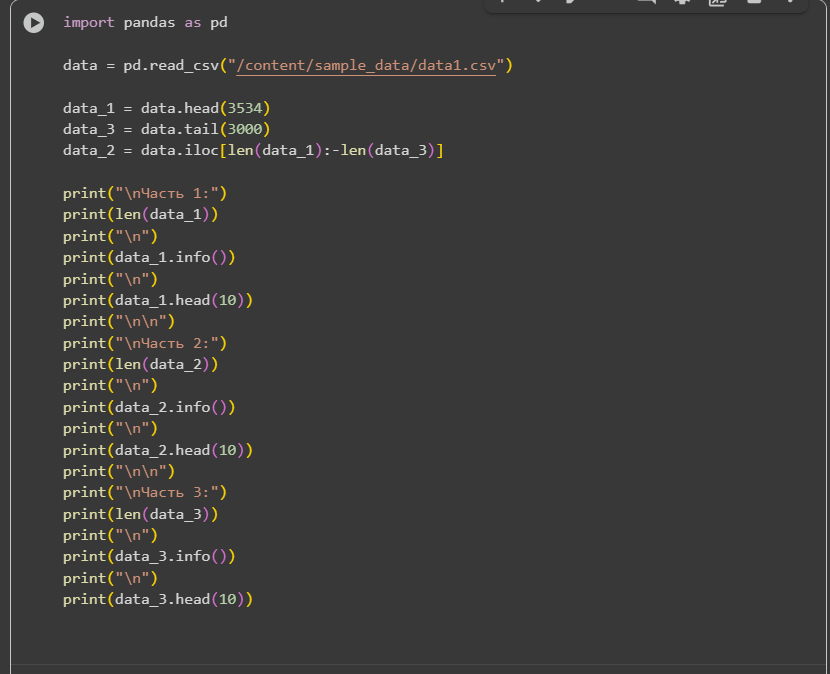 import pandas as pd
data = pd.read_csv("/content/sample_data/data1.csv")
data_1 = data.head(3534)
data_3 = data.tail(3000)
data_2 = data.iloc[len(data_1):-len(data_3)]
print("\nЧасть 1:")
print(len(data_1))
print("\n")
print(data_1.info())
print("\n")
print(data_1.head(10))
print("\n\n")
print("\nЧасть 2:")
print(len(data_2))
print("\n")
print(data_2.info())
print("\n")
print(data_2.head(10))
print("\n\n")
print("\nЧасть 3:")
print(len(data_3))
print("\n")
print(data_3.info())
print("\n")
print(data_3.head(10))